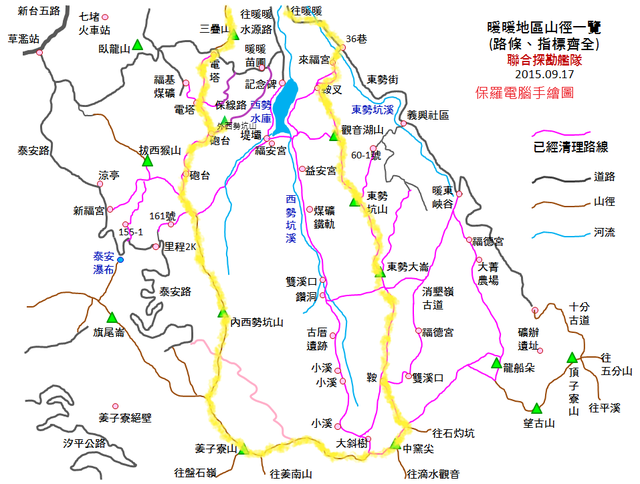 新台五路
七堵
火車站
往暖暖
水源路
往暖暖
暖暖地區山徑一覽
(路條、指標齊全)
聯合探勘艦隊
2015.09.17
保羅電腦手繪圖
三疊山
36巷
草濫站
臥龍山
電
塔
暖暖
苗圃
來福宮
福基
煤礦
記念碑
鞍叉
東勢街
電塔
保線路
西勢
水庫
東勢坑溪
義興社區
外西勢坑山
觀音湖山
已經清理路線
泰安路
砲台
堤壩
福安宮
60-1號
拔西猴山
涼亭
砲台
益安宮
道路
暖東
峽谷
東勢
坑山
山徑
新福宮
161號
西
勢
坑
溪
煤礦
鐵軌
河流
155-1
里程2K
福德宮
泰安
瀑布
東勢大崙
大菁
農場
雙溪口
鑽洞
消墾嶺
古道
泰安路
十分
古道
旗尾崙
內西勢坑山
古厝
遺跡
福德宮
礦辦
遺址
小溪
小溪
鞍
雙溪口
龍船朵
頂
子
寮
山
往
五分山
姜子寮絕壁
望古山
往平溪
小溪
往石灼坑
汐平公路
姜子寮山
大斜樹
中窯尖
往盤石嶺
往姜南山
往滴水觀音